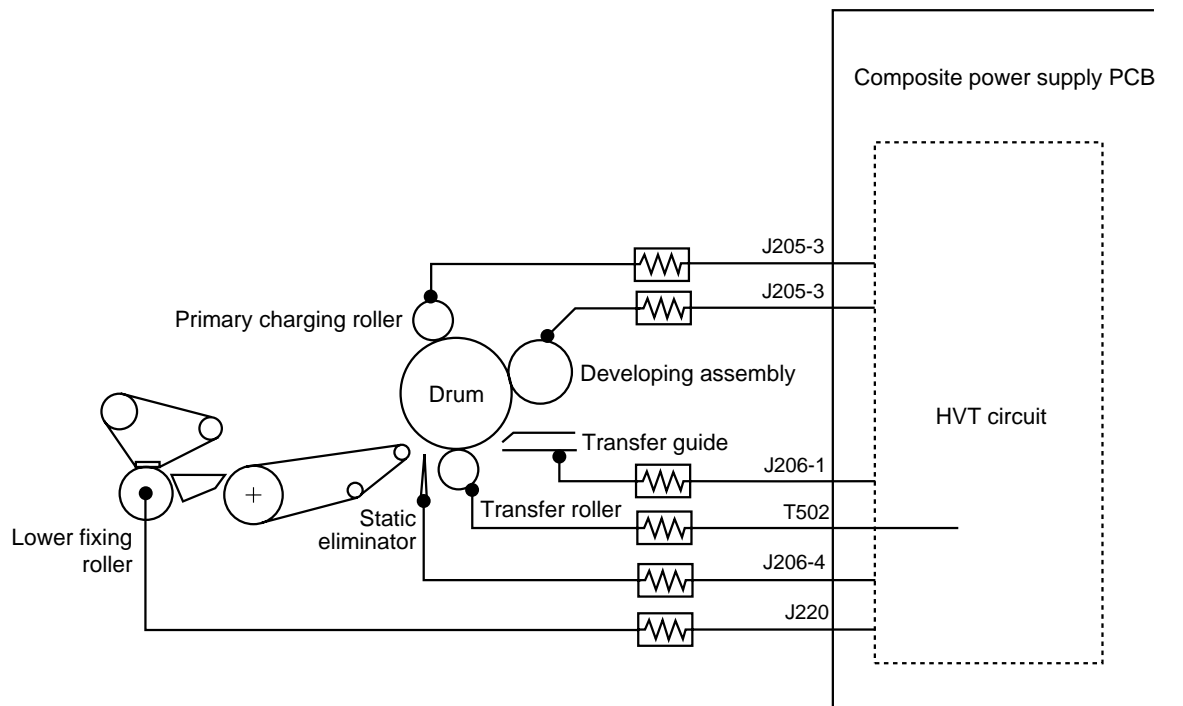 Composite power supply PCB
J205-3
J205-3
Primary charging roller
Developing assembly
Drum
HVT circuit
Transfer guide
J206-1
Transfer roller
T502
Static
eliminator
Lower fixing
roller
J206-4
J220